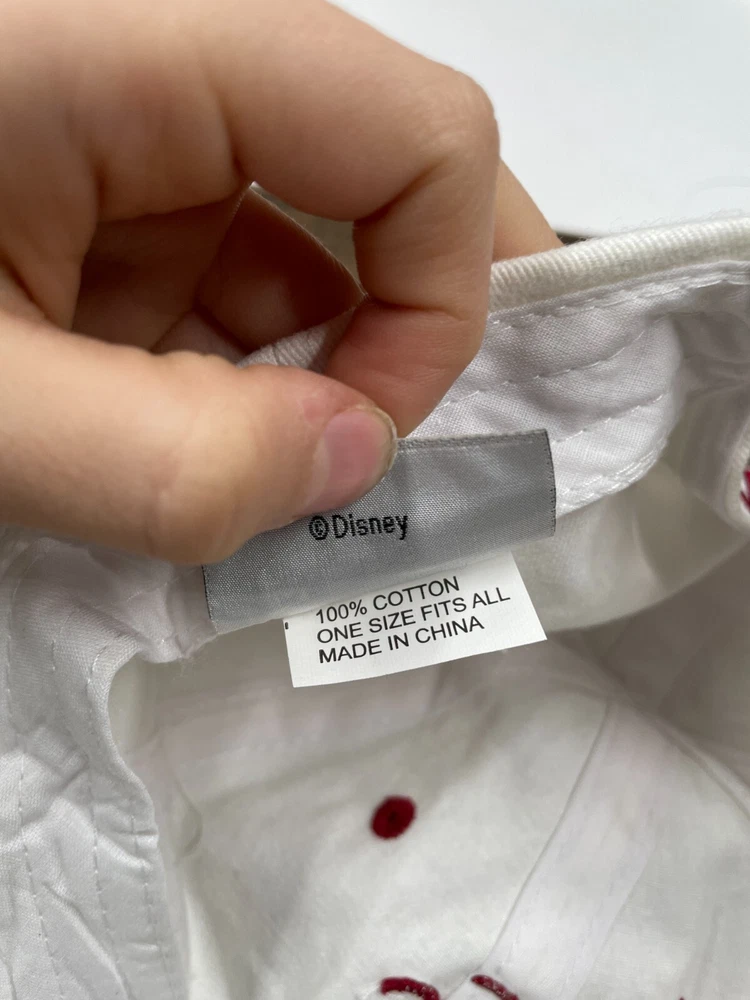 ©Disney
100% COTTON
ONE SIZE FITS ALL
MADE IN CHINA